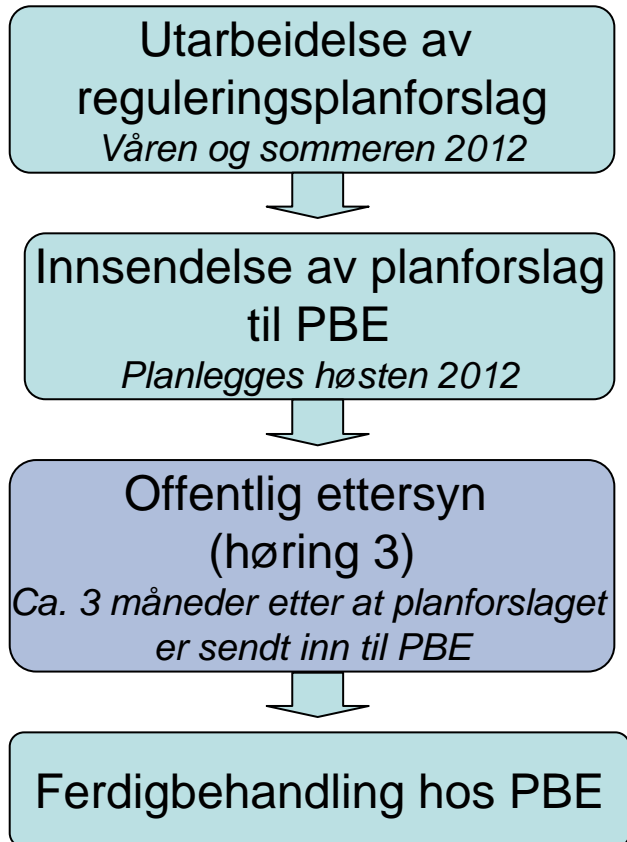 Utarbeidelse av
reguleringsplanforslag
Våren og sommeren 2012
Innsendelse av planforslag
til PBE
Planlegges høsten 2012
Offentlig ettersyn
(høring 3)
Ca. 3 måneder etter at planforslaget
er sendt inn til PBE
Ferdigbehandling hos PBE